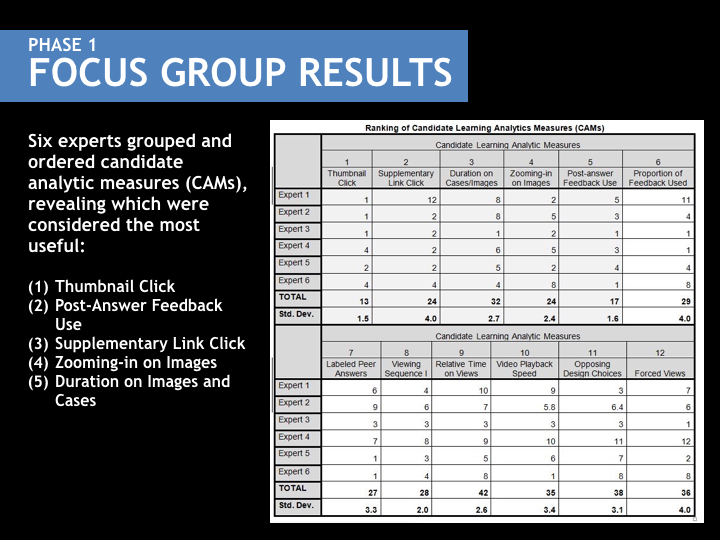 PHASE 1
FOCUS GROUP RESULTS
Six experts grouped and
ordered candidate
analytic measures (CAMs),
revealing which were
considered the most
useful:
(1) Thumbnail Click
(2) Post-Answer Feedback
Use
(3) Supplementary Link Click
(4) Zooming-in on Images
(5) Duration on Images and
Cases
Ranking of Candidate Learning Analytics Measures (CAMs)
Candidate Learning Analytic Measures
1 2 3 4 5 6
Thumbnail Supplementary Duration on Zooming-in Post-answer Proportion of
Click Link Click Cases/Images on Images Feedback Use Feedback Used
Expert 1 1 12 8 2 5 11
Expert 2 1 2 8 5 3 4
Expert 3 1 2 1 2 1 1
Expert 4 4 2 6 5 3 1
Expert 5 2 2 5 2 4 4
Expert 6 4 4 4 8 1 8
TOTAL 13 24 32 24 17 29
Std. Dev. 1.5 4.0 2.7 2.4 1.6 4.0
Candidate Learning Analytic Measures
7 8 9 10 11 12
Labeled Peer Viewing Relative Time Video Playback Opposing
Answers Sequence I on Views Speed Design Choices Forced Views
Expert 1 6 4 10 9 3 7
Expert 2 9 6 7 5.8 6.4 6
Expert 3 3 3 3 3 3 1
Expert 4 7 8 9 10 11 12
Expert 5 1 3 5 6 7 2
Expert 6 1 4 8 1 8 8
TOTAL 27 28 42 35 38 36
Std. Dev. 3.3 2.0 2.6 3.4 3.1 4.0